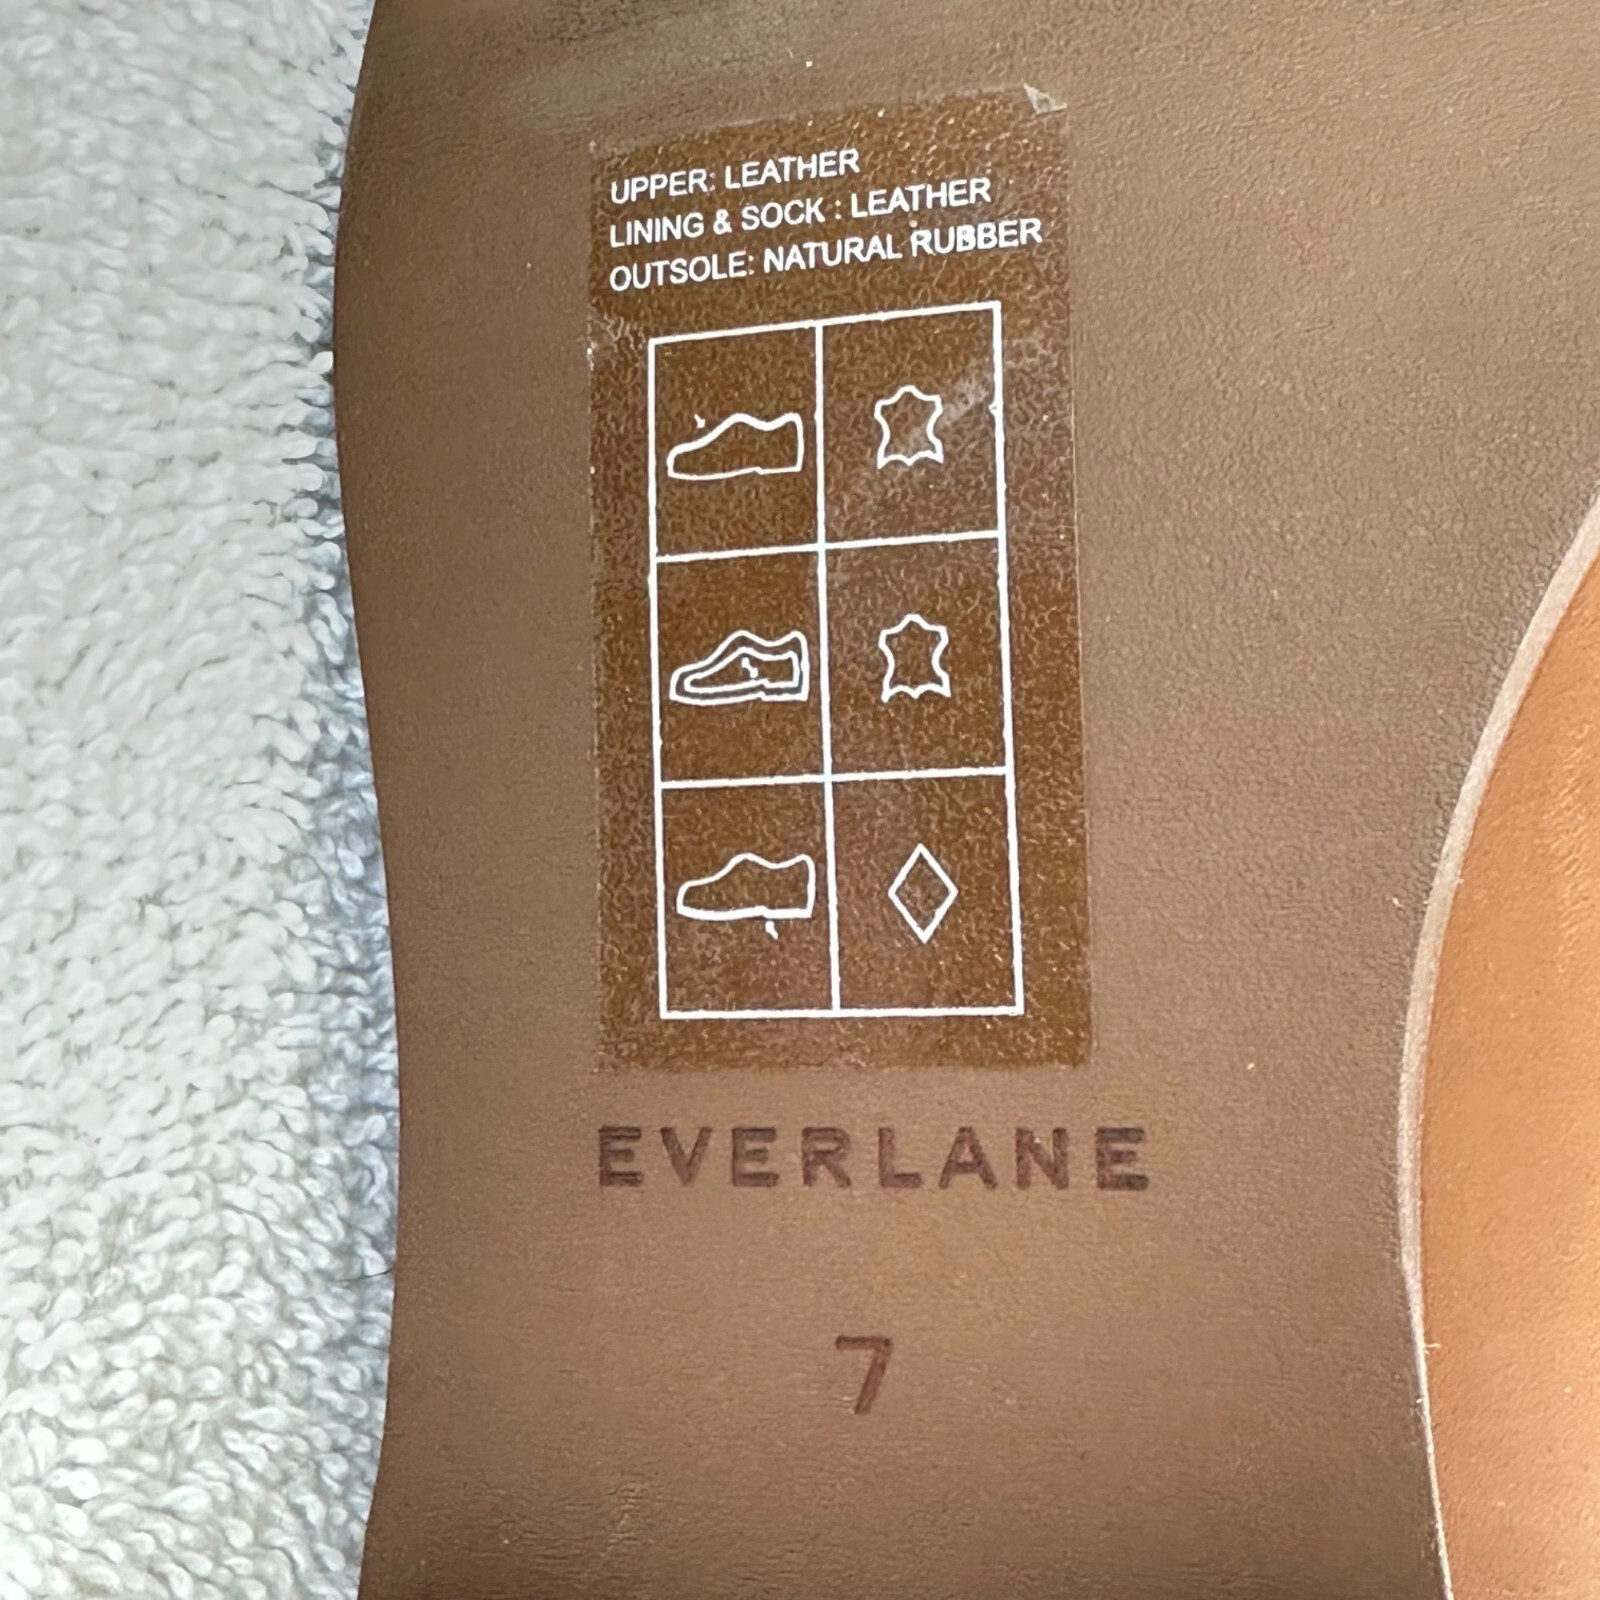 UPPER: LEATHER
LINING & SOCK : LEATHER
OUTSOLE: NATURAL RUBBER
EVERLANE
7